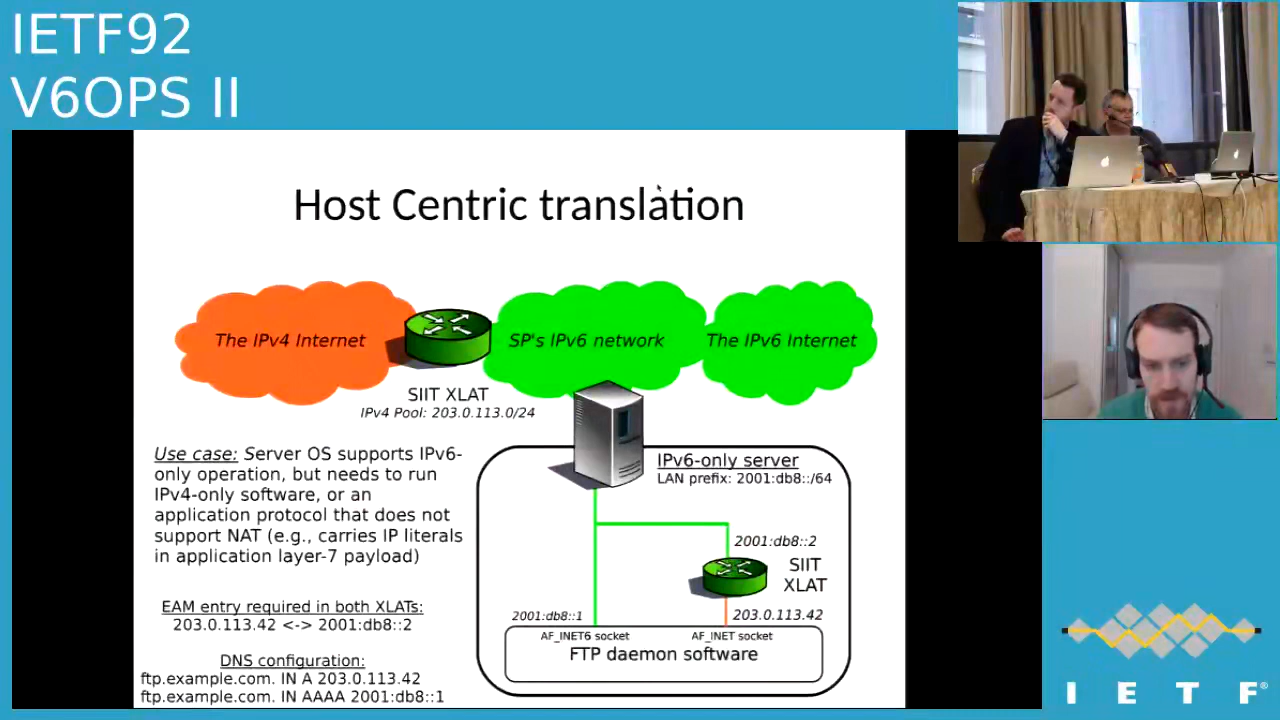 IETF92
V6OPS II
Host Centric translation
The IPv4 Internet
SP's IPv6 network
The IPv6 Internet
SIIT XLAT
IPv4 Pool: 203.0.113.0/24
Use case: Server OS supports IPv6-
only operation, but needs to run
IPv4-only software, or an
application protocol that does not
support NAT (e.g., carries IP literals
in application layer-7 payload)
EAM entry required in both XLATs:
203.0.113.42 <-> 2001:db8::2
DNS configuration:
ftp.example.com. IN A 203.0.113.42
ftp.example.com. IN AAAA 2001:db8::1
IPv6-only server
LAN prefix: 2001:db8::/64
2001:db8::2
SIIT
XLAT
2001:db8::1
203.0.113.42
AF_INET6 socket
AF_INET socket
FTP daemon software
I E T F®